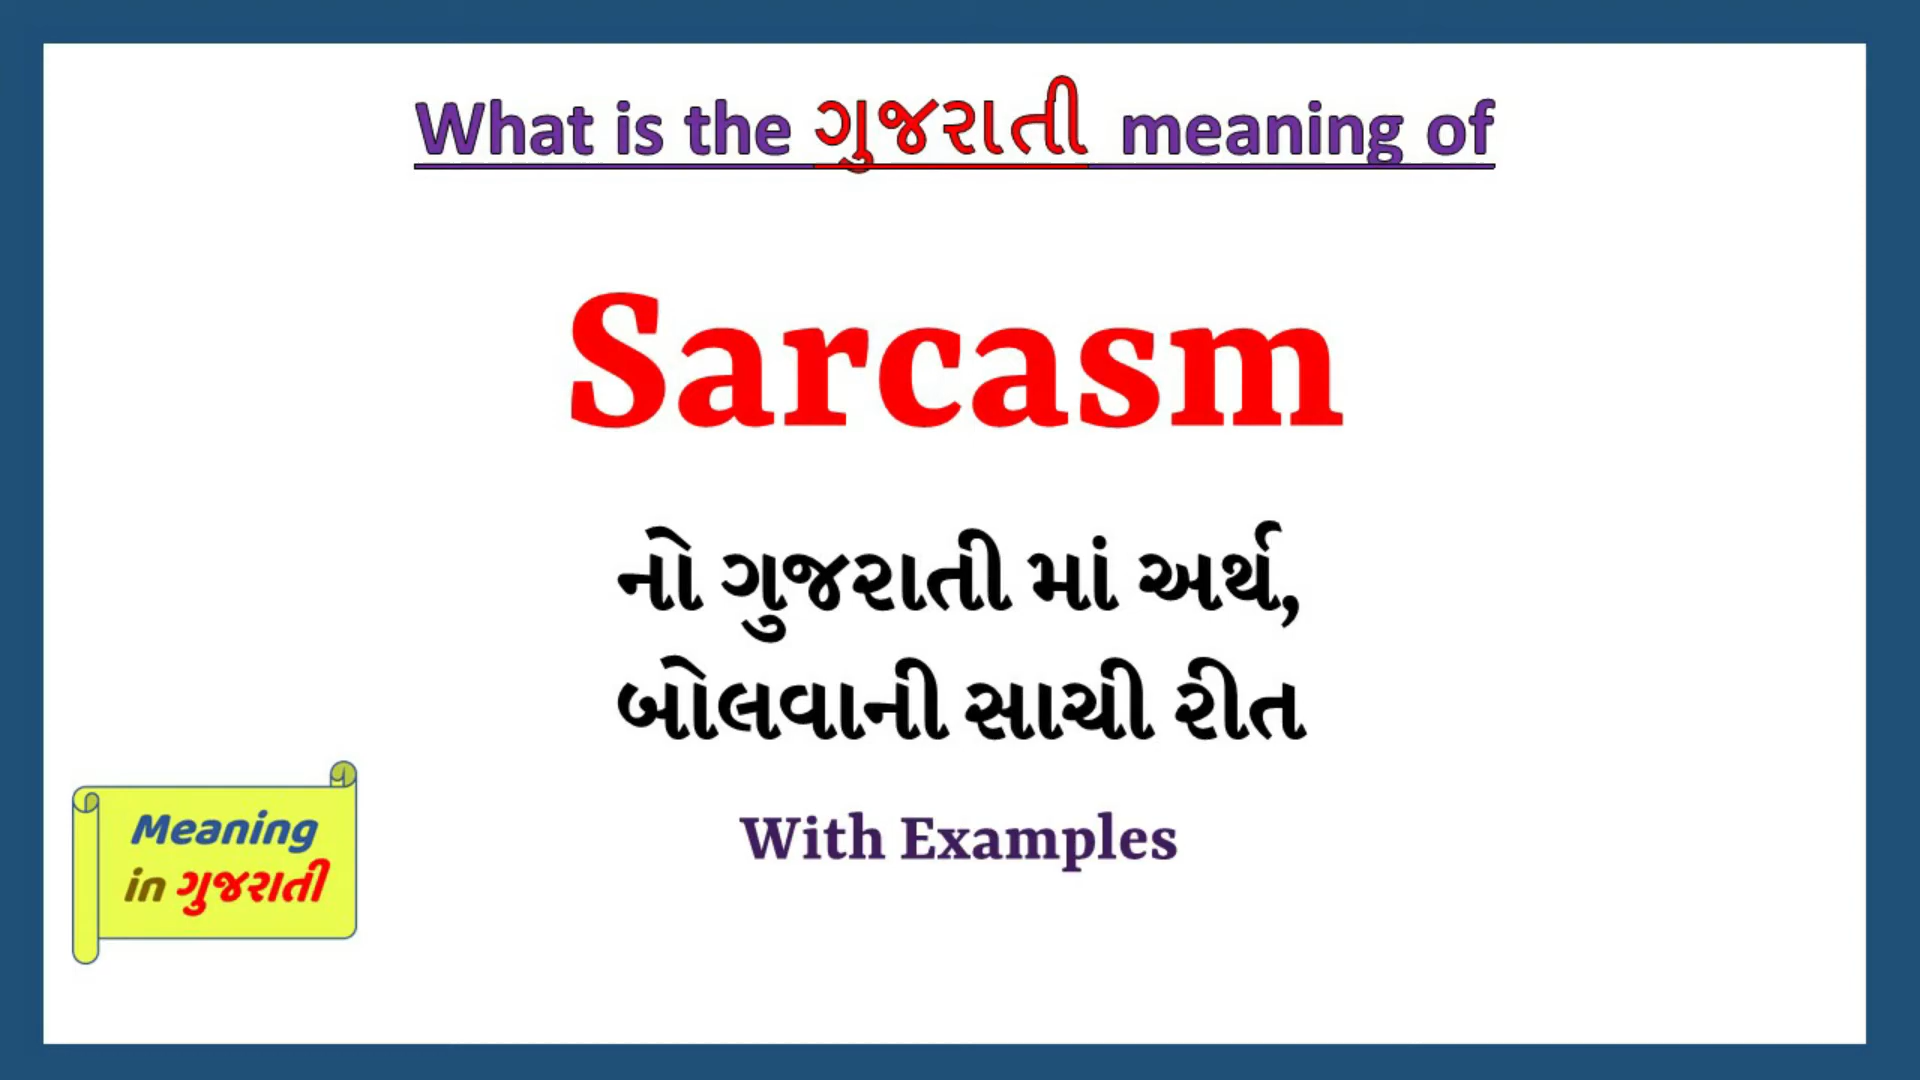 What is the ગુજરાતી meaning of
Sarcasm
નો ગુજરાતી માં અર્થ,
બોલવાની સાચી રીત
With Examples
Meaning
in ગુજરાતી